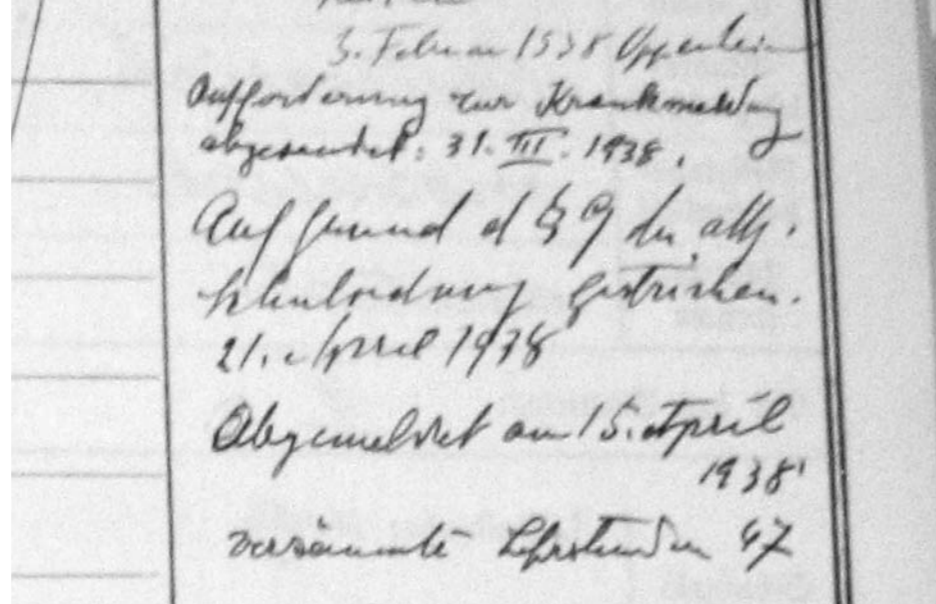 3. Februar 1938 Oppenheim
Aufforderung zur Krankmeldung
abgesendet: 31. III. 1938.
Auf Grund d § 9 der allg.
Schulordnung gestrichen.
21. April 1938
Abgemeldet am 15. April
1938
versäumte Lehrstunden 47